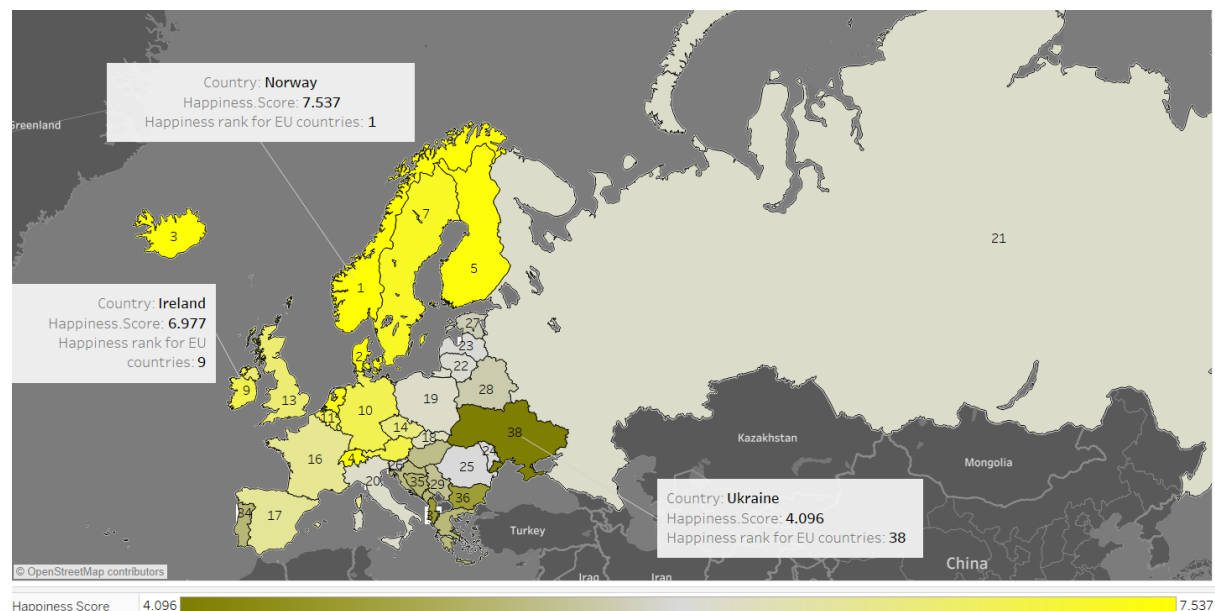 Country: Norway
Happiness.Score: 7.537
Happiness rank for EU countries: 1
Greenland
7
3
21
5
1
Country: Ireland
Happiness.Score: 6.977
Happiness rank for EU
countries: 9
27
2
23
22
9
13
10
19
28
11
14
38
18
Kazakhstan
16
4
24
25
Mongolia
20
35
29
36
34
17
Country: Ukraine
Happiness.Score: 4.096
Happiness rank for EU countries: 38
Turkey
China
Iraq
Iran
© OpenStreetMap contributors
Happiness Score
4.096
7.537